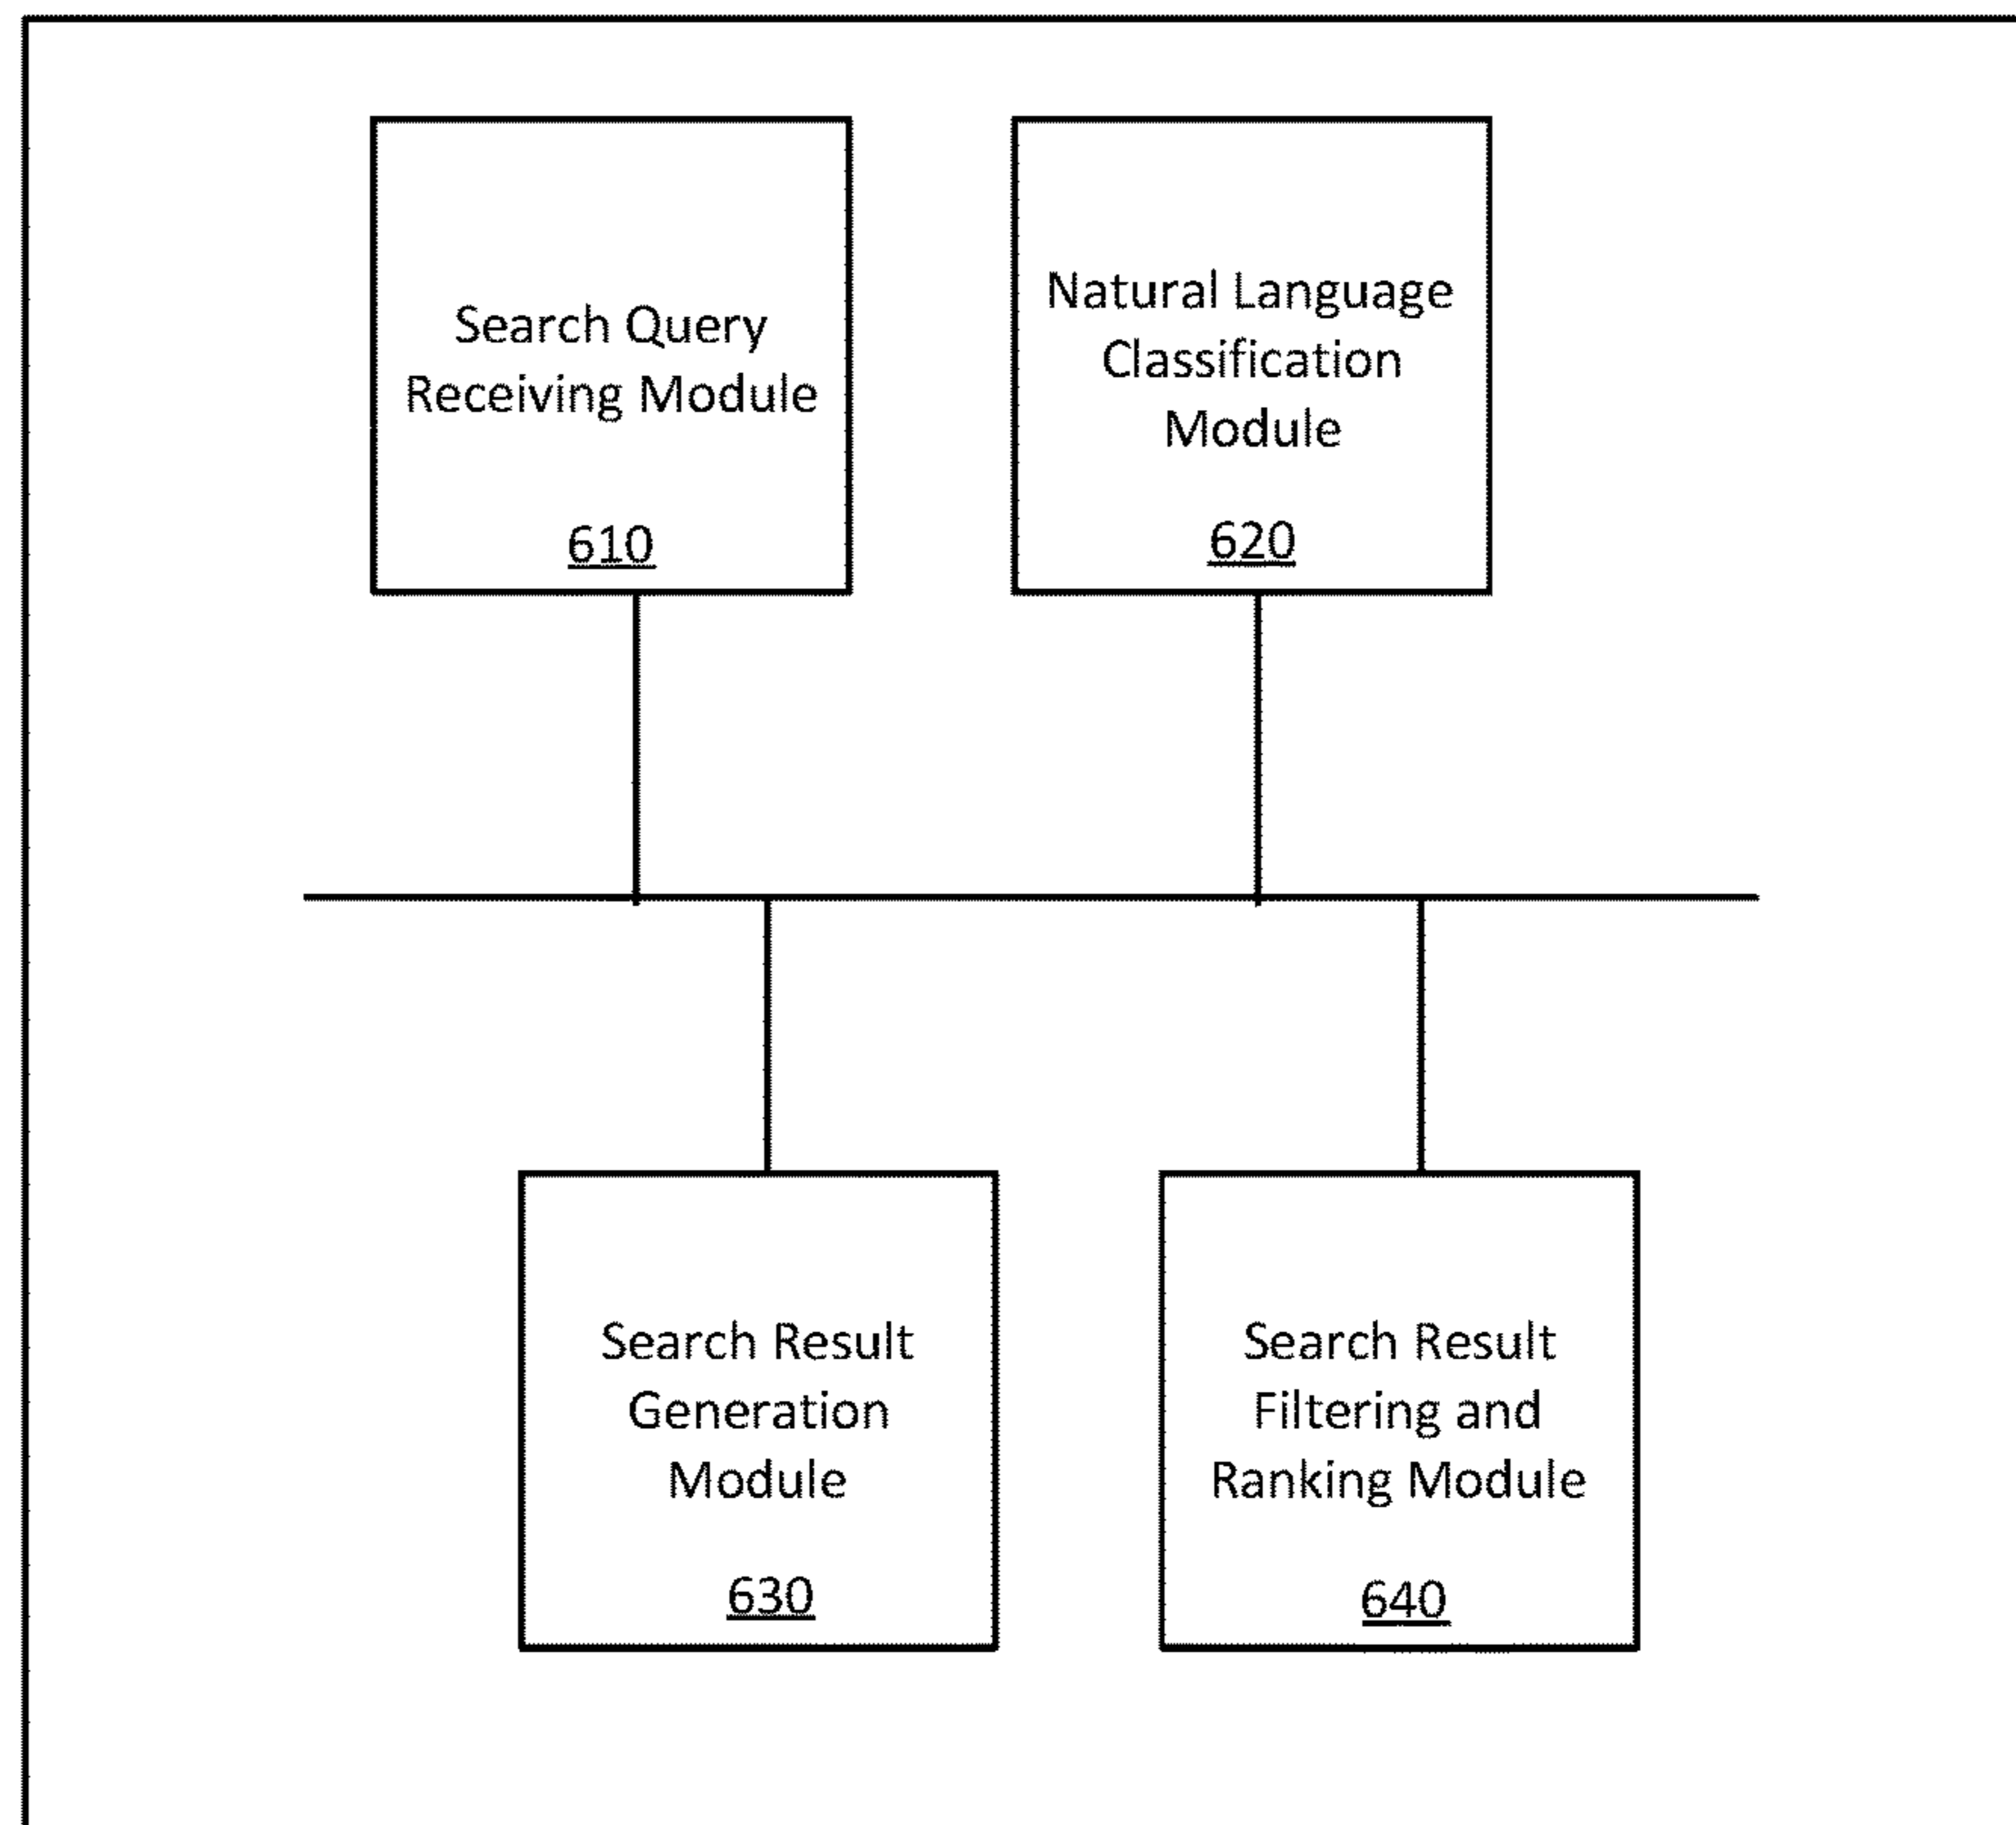 Search Query
Receiving Module
610
Natural Language
Classification
Module
620
Search Result
Generation
Module
630
Search Result
Filtering and
Ranking Module
640